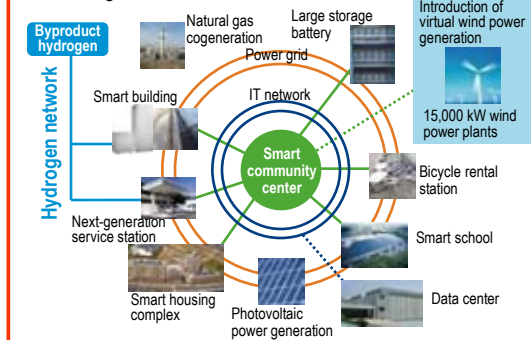 Byproduct
hydrogen
Hydrogen network
Natural gas
cogeneration
Power grid
Large storage
battery
Introduction of
virtual wind power
generation
15,000 kW wind
power plants
Smart building
IT network
Smart
community
center
Bicycle rental
station
Next-generation
service station
Smart school
Smart housing
complex
Photovoltaic
power generation
Data center